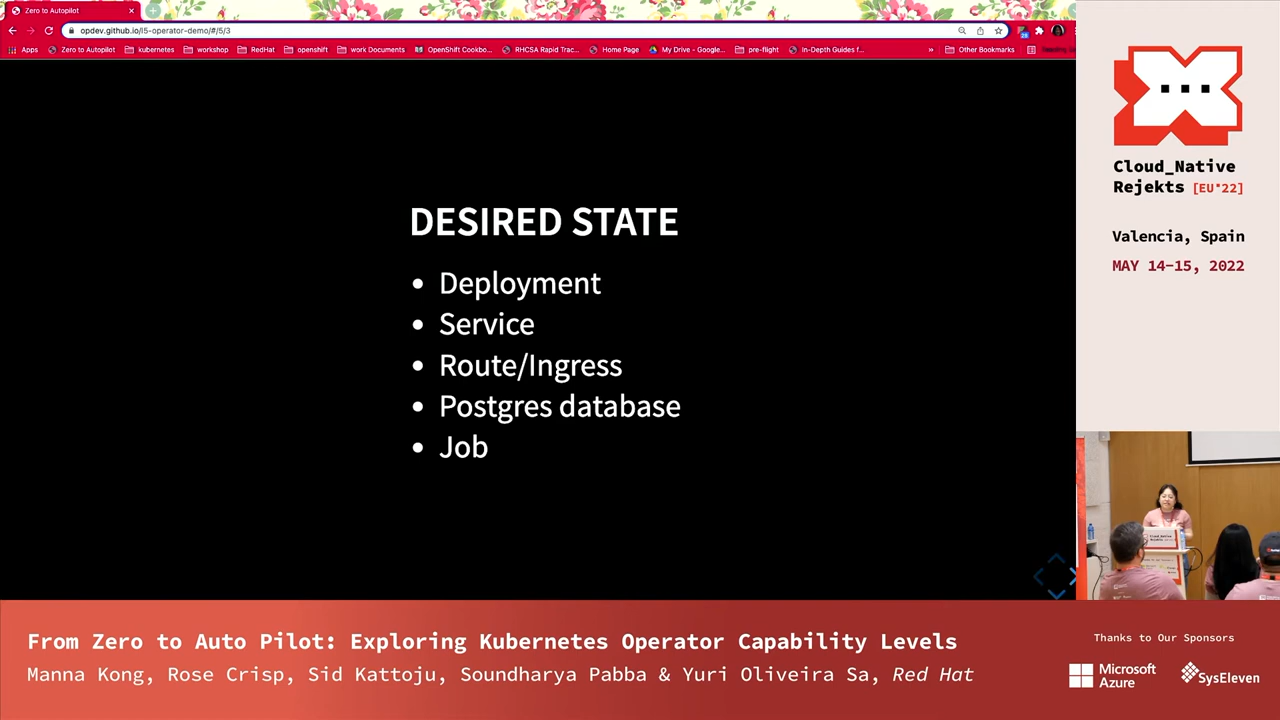 Zero to Autopilot
opdev.github.io/l5-operator-demo/#/5/3
Apps
Zero to Autopilot
kubernetes
workshop
RedHat
openshift
work Documents
OpenShift Cookbo...
RHCSA Rapid Trac...
Home Page
My Drive - Google...
pre-flight
In-Depth Guides f...
»
Other Bookmarks
DESIRED STATE
• Deployment
• Service
• Route/Ingress
• Postgres database
• Job
Cloud_Native
Rejekts [EU*22]
Valencia, Spain
MAY 14-15, 2022
From Zero to Auto Pilot: Exploring Kubernetes Operator Capability Levels
Manna Kong, Rose Crisp, Sid Kattoju, Soundharya Pabba & Yuri Oliveira Sa, Red Hat
Thanks to Our Sponsors
Microsoft
Azure
SysEleven